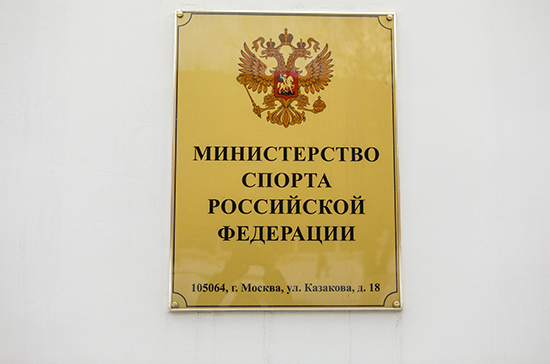 МИНИСТЕРСТВО
СПОРТА
РОССИЙСКОЙ
ФЕДЕРАЦИИ
105064, г. Москва, ул. Казакова, д. 18